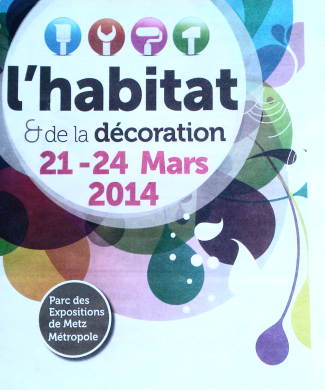 l'habitat
& de la décoration
21-24 Mars
2014
Parc des
Expositions
de Metz
Métropole